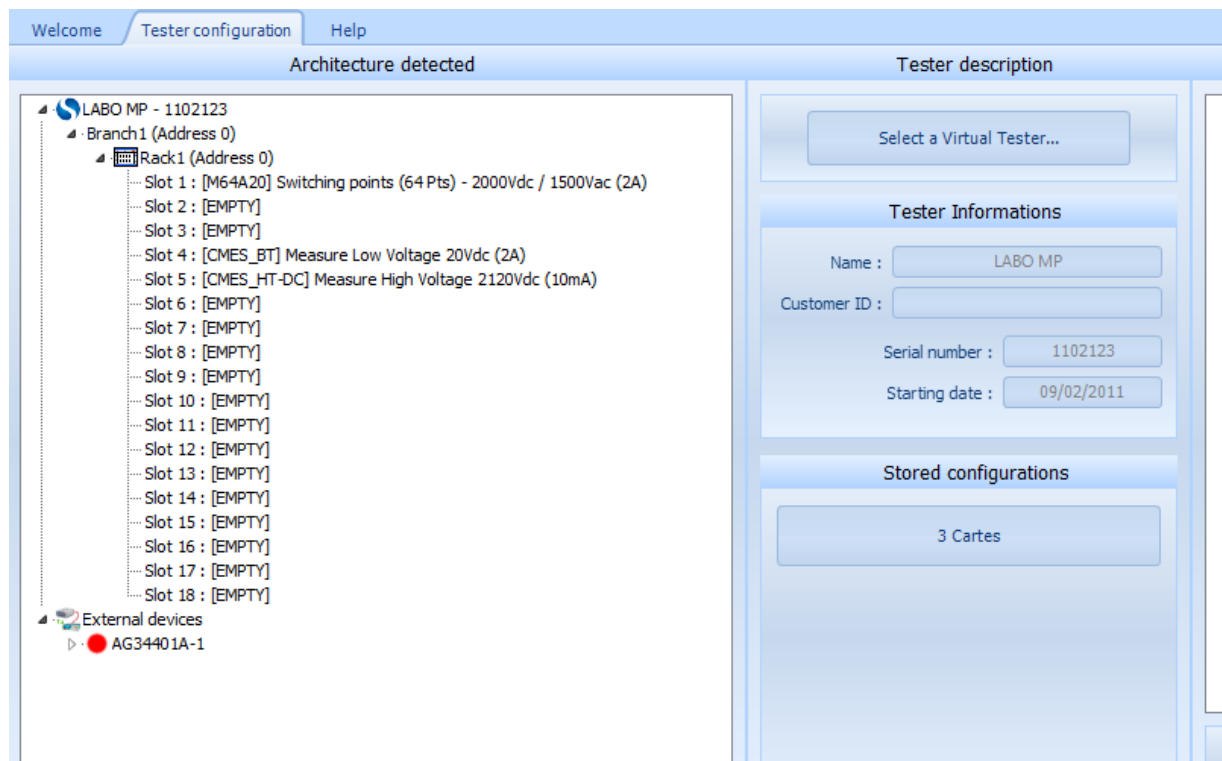 Welcome
Tester configuration
Help
Architecture detected
LABO MP - 1102123
Branch1 (Address 0)
Rack1 (Address 0)
Slot 1 : [M64A20] Switching points (64 Pts) - 2000Vdc / 1500Vac (2A)
Slot 2 : [EMPTY]
Slot 3 : [EMPTY]
Slot 4 : [CMES_BT] Measure Low Voltage 20Vdc (2A)
Slot 5 : [CMES_HT-DC] Measure High Voltage 2120Vdc (10mA)
Slot 6 : [EMPTY]
Slot 7 : [EMPTY]
Slot 8 : [EMPTY]
Slot 9 : [EMPTY]
Slot 10 : [EMPTY]
Slot 11 : [EMPTY]
Slot 12 : [EMPTY]
Slot 13 : [EMPTY]
Slot 14 : [EMPTY]
Slot 15 : [EMPTY]
Slot 16 : [EMPTY]
Slot 17 : [EMPTY]
Slot 18 : [EMPTY]
External devices
AG34401A-1
Tester description
Select a Virtual Tester...
Tester Informations
Name : LABO MP
Customer ID :
Serial number : 1102123
Starting date : 09/02/2011
Stored configurations
3 Cartes